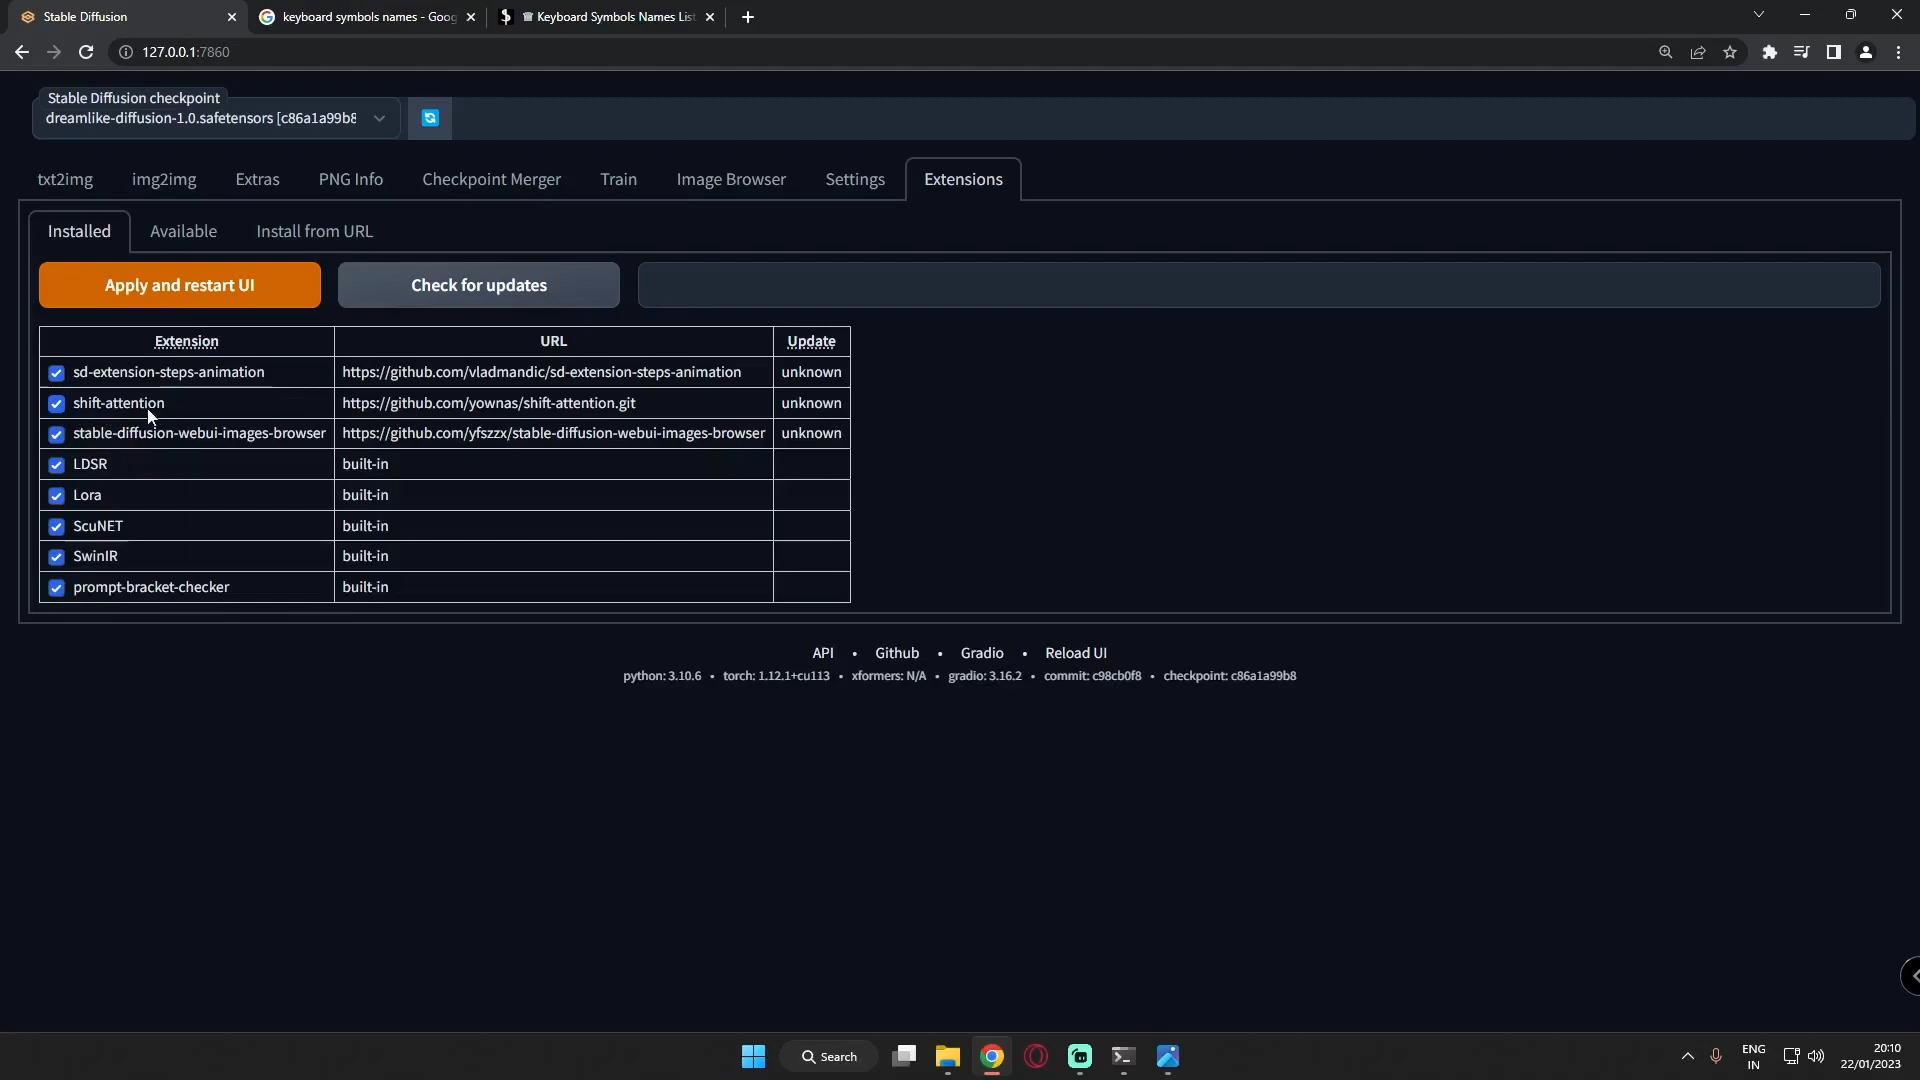 Stable Diffusion
keyboard symbols names - Goog
Keyboard Symbols Names List
127.0.0.1:7860
Stable Diffusion checkpoint
dreamlike-diffusion-1.0.safetensors [c86a1a99b8
txt2img
img2img
Extras
PNG Info
Checkpoint Merger
Train
Image Browser
Settings
Extensions
Installed
Available
Install from URL
Apply and restart UI
Check for updates
Extension URL Update
sd-extension-steps-animation https://github.com/vladmandic/sd-extension-steps-animation unknown
shift-attention https://github.com/yownas/shift-attention.git unknown
stable-diffusion-webui-images-browser https://github.com/yfszzx/stable-diffusion-webui-images-browser unknown
LDSR built-in
Lora built-in
ScuNET built-in
SwinIR built-in
prompt-bracket-checker built-in
API • Github • Gradio • Reload UI
python: 3.10.6 • torch: 1.12.1+cu113 • xformers: N/A • gradio: 3.16.2 • commit: c98cb0f8 • checkpoint: c86a1a99b8
Search
ENG
IN
20:10
22/01/2023